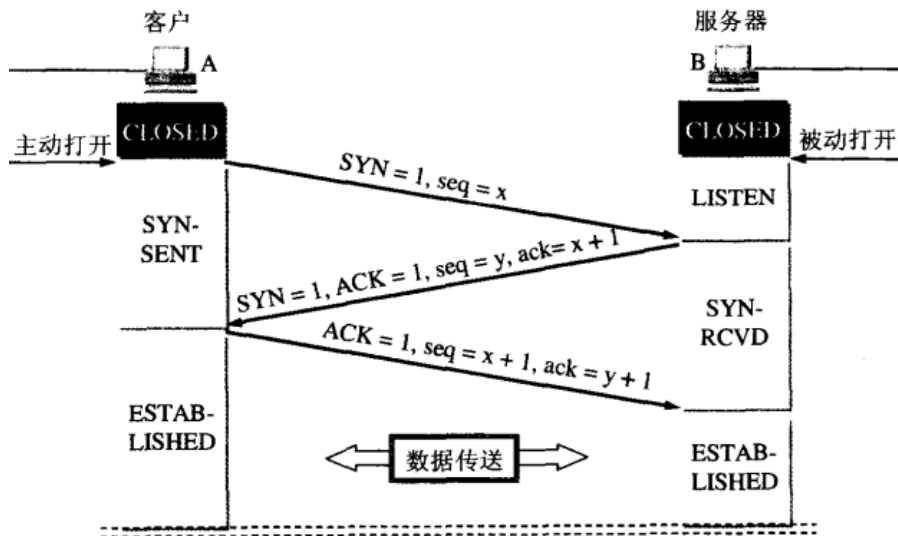 客户
服务器
A
B
CLOSED
CLOSED
主动打开
被动打开
SYN = 1, seq = x
LISTEN
SYN-
SENT
SYN = 1, ACK = 1, seq = y, ack= x + 1
SYN-
RCVD
ACK = 1, seq = x + 1, ack = y + 1
ESTAB-
LISHED
数据传送
ESTAB-
LISHED